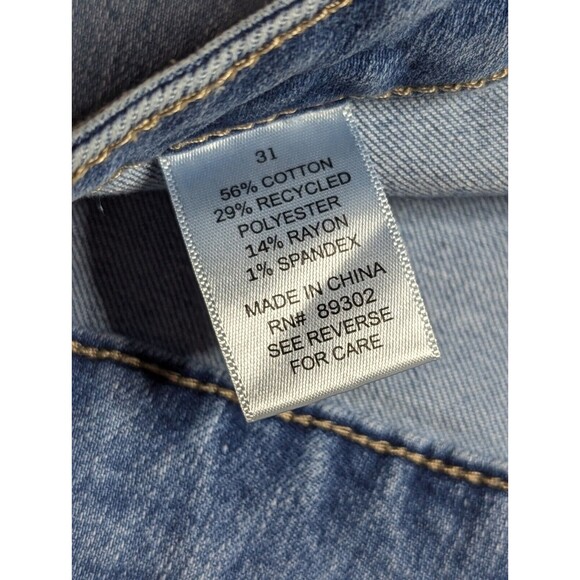 31
56% COTTON
29% RECYCLED
POLYESTER
14% RAYON
1% SPANDEX
MADE IN CHINA
RN# 89302
SEE REVERSE
FOR CARE